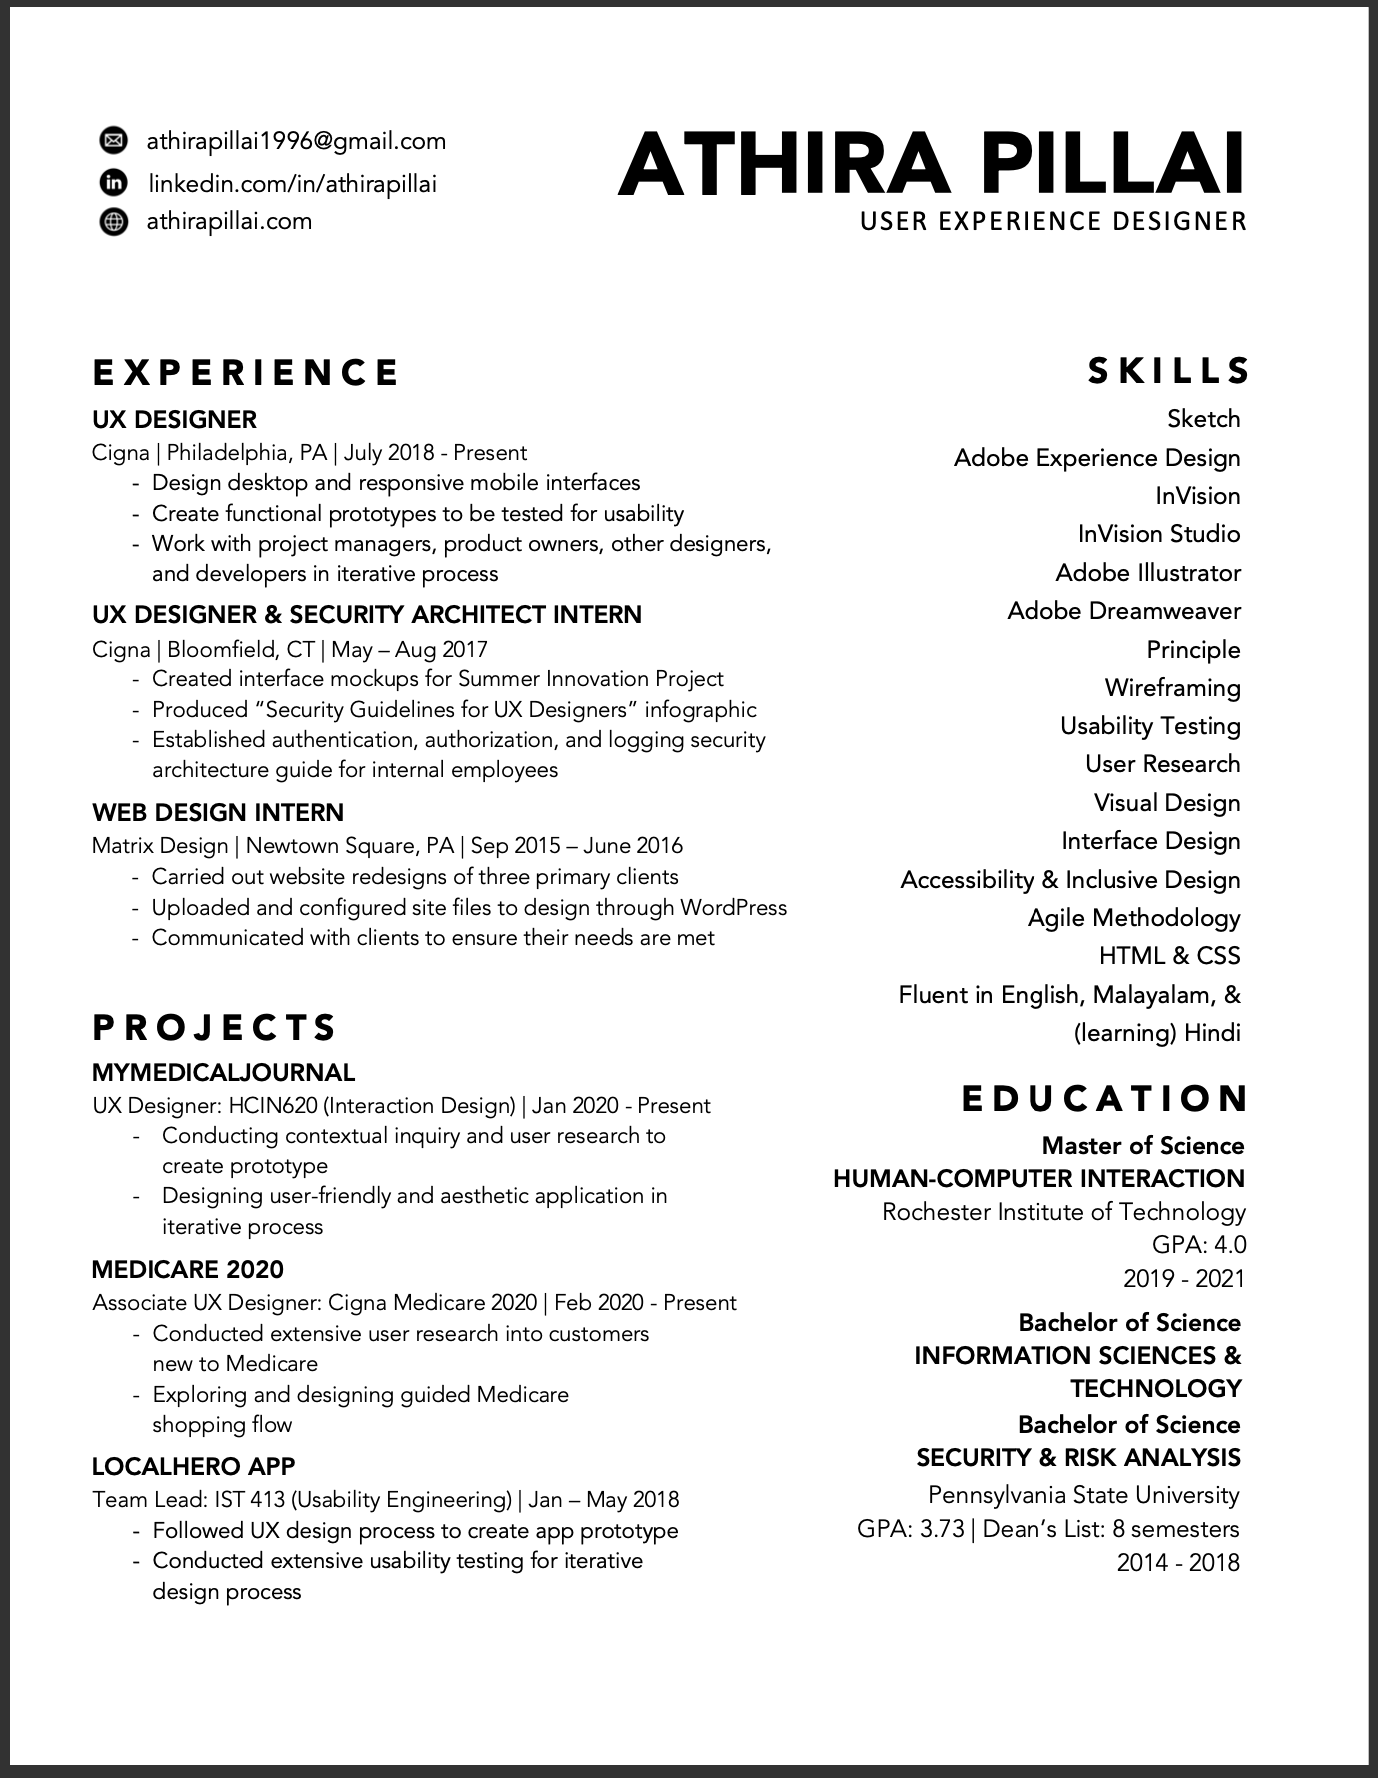 athirapillai1996@gmail.com
linkedin.com/in/athirapillai
athirapillai.com
ATHIRA PILLAI
USER EXPERIENCE DESIGNER
EXPERIENCE
UX DESIGNER
Cigna | Philadelphia, PA | July 2018 - Present
- Design desktop and responsive mobile interfaces
- Create functional prototypes to be tested for usability
- Work with project managers, product owners, other designers,
and developers in iterative process
UX DESIGNER & SECURITY ARCHITECT INTERN
Cigna | Bloomfield, CT | May – Aug 2017
- Created interface mockups for Summer Innovation Project
- Produced “Security Guidelines for UX Designers” infographic
- Established authentication, authorization, and logging security
architecture guide for internal employees
WEB DESIGN INTERN
Matrix Design | Newtown Square, PA | Sep 2015 – June 2016
- Carried out website redesigns of three primary clients
- Uploaded and configured site files to design through WordPress
- Communicated with clients to ensure their needs are met
PROJECTS
MYMEDICALJOURNAL
UX Designer: HCIN620 (Interaction Design) | Jan 2020 - Present
- Conducting contextual inquiry and user research to
create prototype
- Designing user-friendly and aesthetic application in
iterative process
MEDICARE 2020
Associate UX Designer: Cigna Medicare 2020 | Feb 2020 - Present
- Conducted extensive user research into customers
new to Medicare
- Exploring and designing guided Medicare
shopping flow
LOCALHERO APP
Team Lead: IST 413 (Usability Engineering) | Jan – May 2018
- Followed UX design process to create app prototype
- Conducted extensive usability testing for iterative
design process
SKILLS
Sketch
Adobe Experience Design
InVision
InVision Studio
Adobe Illustrator
Adobe Dreamweaver
Principle
Wireframing
Usability Testing
User Research
Visual Design
Interface Design
Accessibility & Inclusive Design
Agile Methodology
HTML & CSS
Fluent in English, Malayalam, &
(learning) Hindi
EDUCATION
Master of Science
HUMAN-COMPUTER INTERACTION
Rochester Institute of Technology
GPA: 4.0
2019 - 2021
Bachelor of Science
INFORMATION SCIENCES &
TECHNOLOGY
Bachelor of Science
SECURITY & RISK ANALYSIS
Pennsylvania State University
GPA: 3.73 | Dean’s List: 8 semesters
2014 - 2018